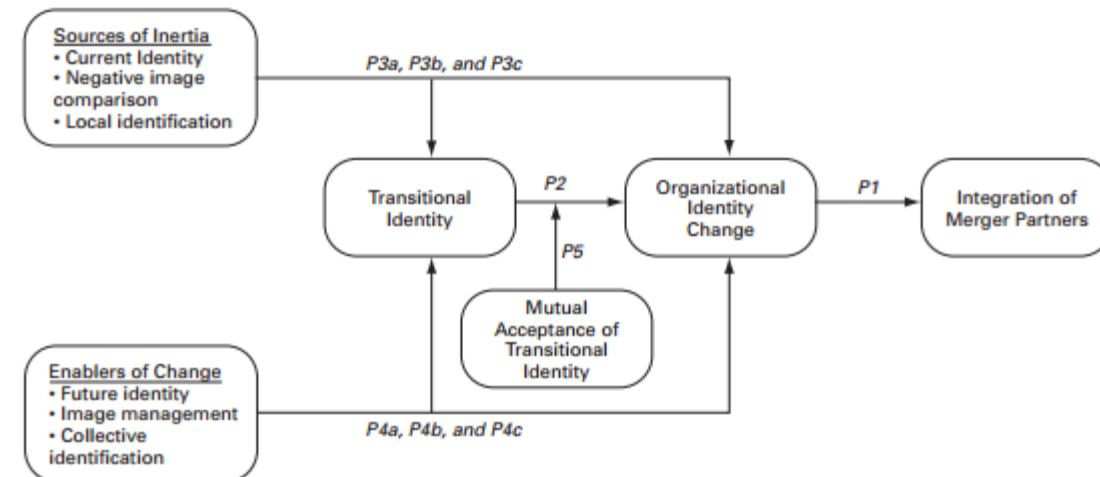 Sources of Inertia
• Current Identity
• Negative image
comparison
• Local identification
P3a, P3b, and P3c
Transitional
Identity
P2
Organizational
Identity
Change
P1
Integration of
Merger Partners
P5
Mutual
Acceptance of
Transitional
Identity
Enablers of Change
• Future identity
• Image management
• Collective
identification
P4a, P4b, and P4c